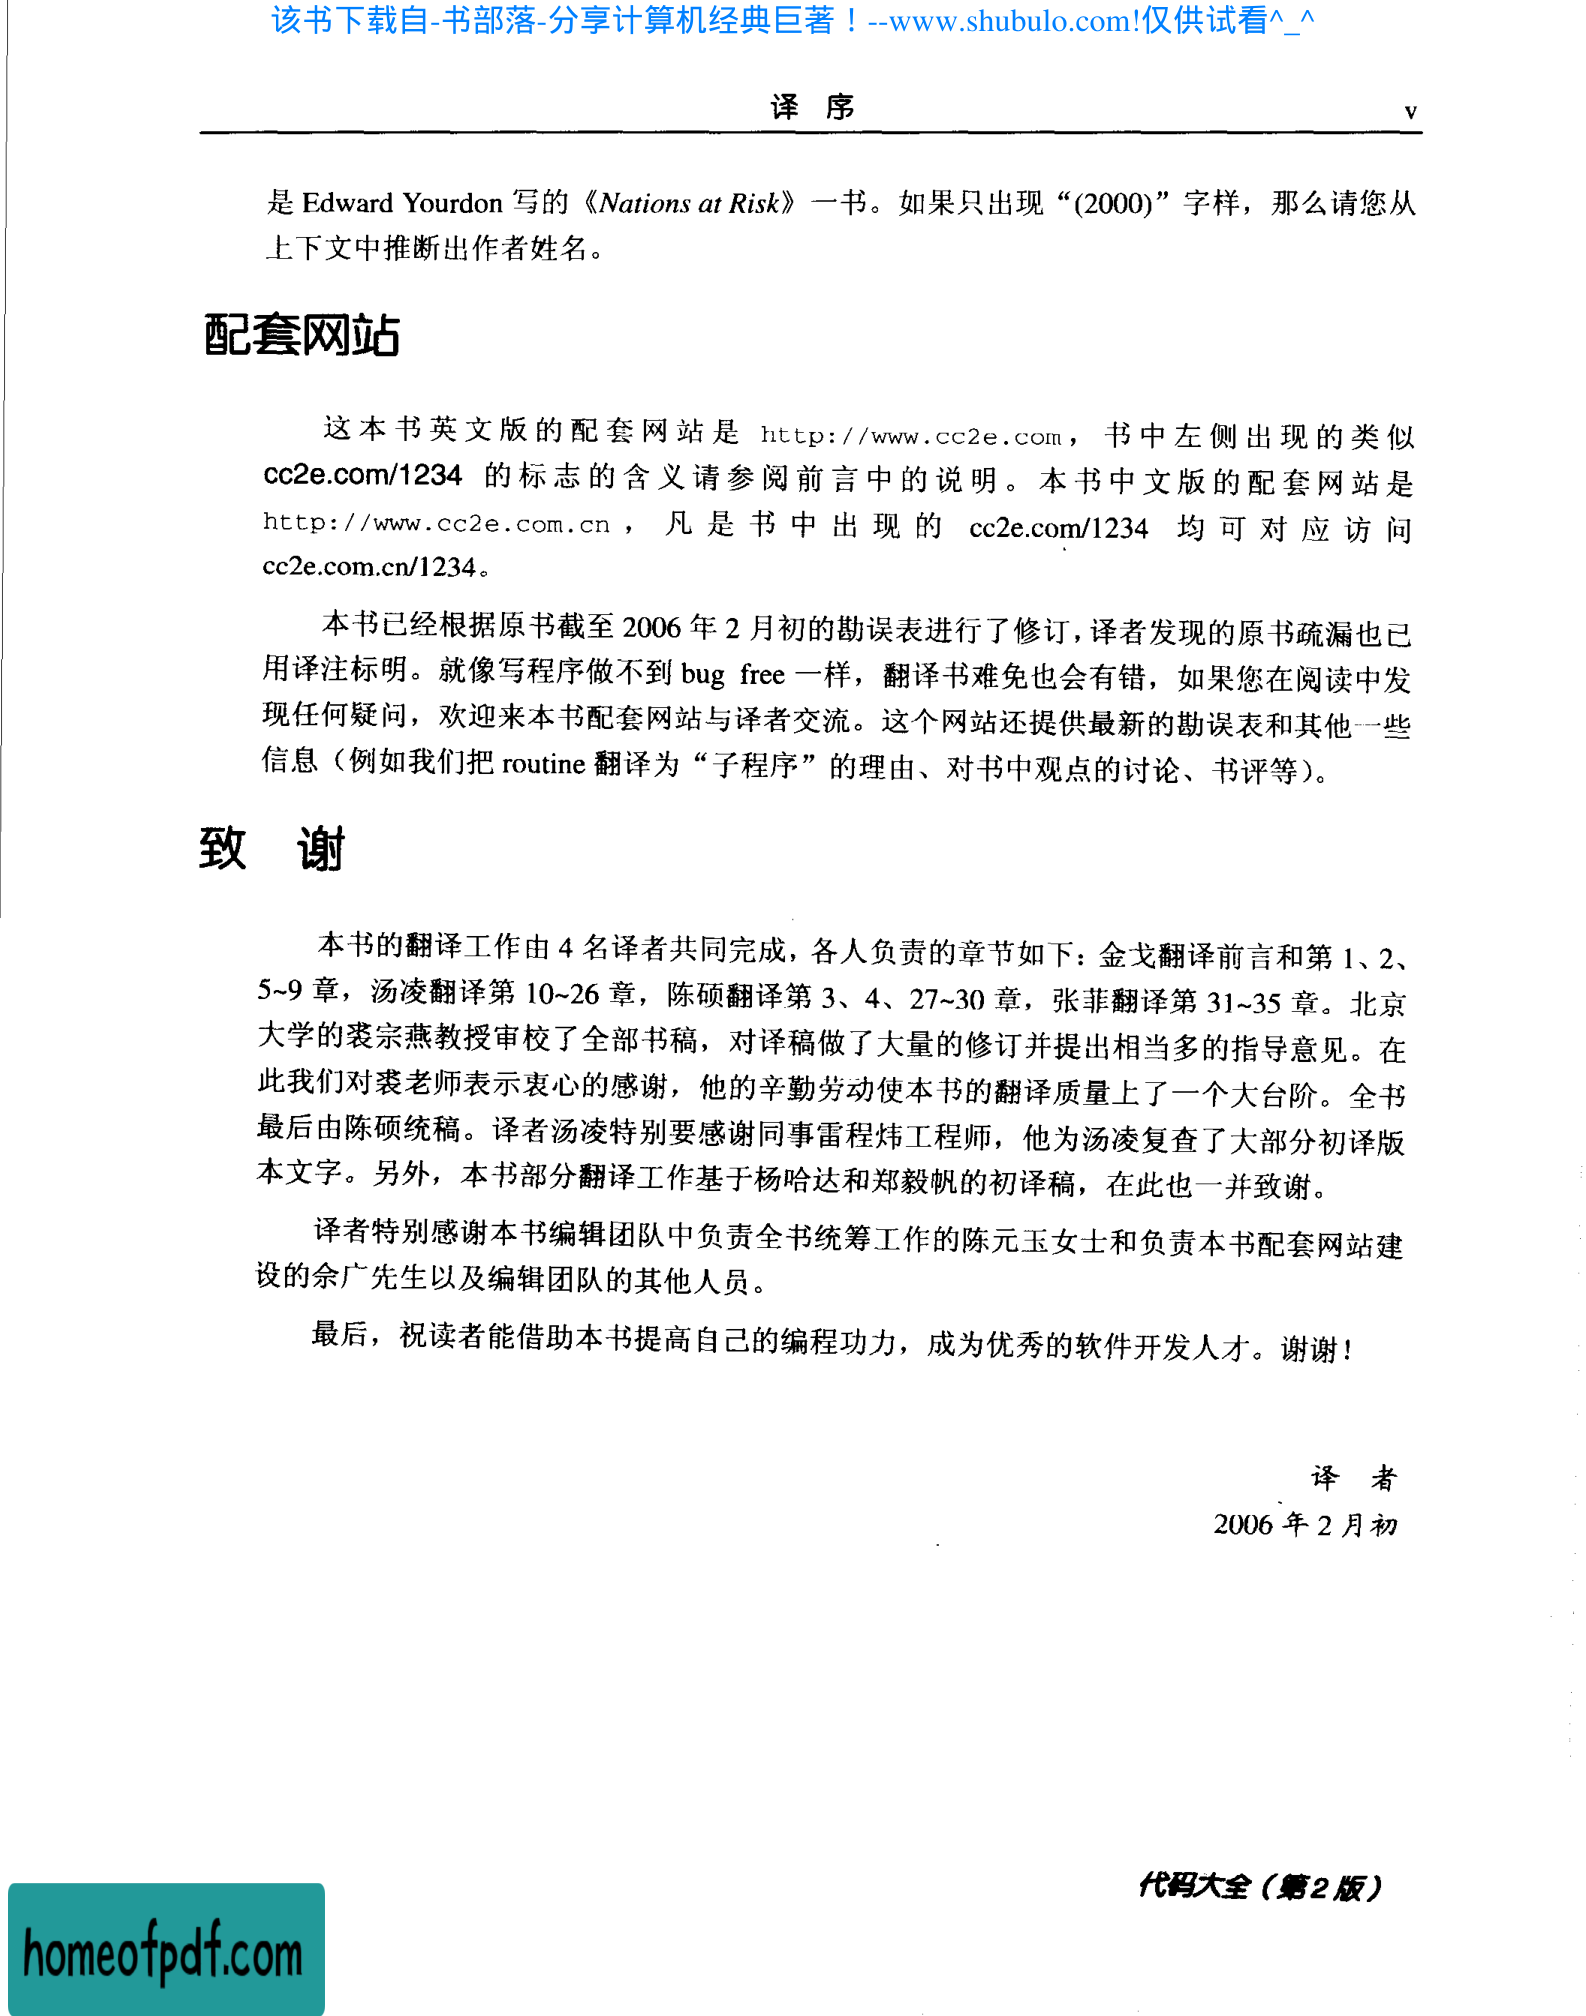 该书下载自-书部落-分享计算机经典巨著！--www.shubulo.com!仅供试看^_^
译 序
v
是 Edward Yourdon 写的《Nations at Risk》一书。如果只出现“(2000)”字样，那么请您从
上下文中推断出作者姓名。
配套网站
这本书英文版的配套网站是 http://www.cc2e.com，书中左侧出现的类似
cc2e.com/1234 的标志的含义请参阅前言中的说明。本书中文版的配套网站是
http://www.cc2e.com.cn，凡是书中出现的 cc2e.com/1234 均可对应访问
cc2e.com.cn/1234。
本书已经根据原书截至 2006 年 2 月初的勘误表进行了修订，译者发现的原书疏漏也已
用译注标明。就像写程序做不到 bug free 一样，翻译书难免也会有错，如果您在阅读中发
现任何疑问，欢迎来本书配套网站与译者交流。这个网站还提供最新的勘误表和其他一些
信息（例如我们把 routine 翻译为“子程序”的理由、对书中观点的讨论、书评等）。
致 谢
本书的翻译工作由 4 名译者共同完成，各人负责的章节如下：金戈翻译前言和第 1、2、
5~9 章，汤凌翻译第 10~26 章，陈硕翻译第 3、4、27~30 章，张菲翻译第 31~35 章。北京
大学的裘宗燕教授审校了全部书稿，对译稿做了大量的修订并提出相当多的指导意见。在
此我们对裘老师表示衷心的感谢，他的辛勤劳动使本书的翻译质量上了一个大台阶。全书
最后由陈硕统稿。译者汤凌特别要感谢同事雷程炜工程师，他为汤凌复查了大部分初译版
本文字。另外，本书部分翻译工作基于杨哈达和郑毅帆的初译稿，在此也一并致谢。
译者特别感谢本书编辑团队中负责全书统筹工作的陈元玉女士和负责本书配套网站建
设的余广先生以及编辑团队的其他人员。
最后，祝读者能借助本书提高自己的编程功力，成为优秀的软件开发人才。谢谢！
译 者
2006 年 2 月初
代码大全（第2版）
homeofpdf.com